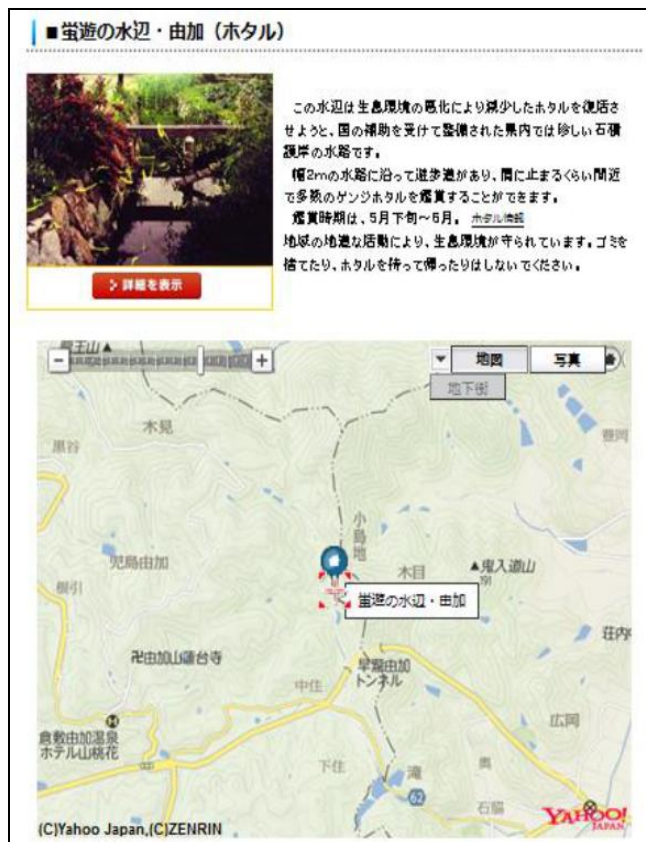 ■蛍遊の水辺・由加（ホタル）
この水辺は生息環境の悪化により減少したホタルを復活さ
せようと、国の補助を受けて整備された県内では珍しい石積
護岸の水路です。
幅2mの水路に沿って遊歩道があり、肩に止まるくらい間近
で多数のゲンジホタルを鑑賞することができます。
鑑賞時期は、5月下旬～6月。 ホタル情報
地域の地道な活動により、生息環境が守られています。ゴミを
捨てたり、ホタルを持って帰ったりはしないでください。
詳細を表示
王山▲
地図
写真
地下街
木見
黒谷
豊岡
小島地
児島由加
木目
▲鬼入道山
191
樋引
蛍遊の水辺・由加
荘内
卍由加山蓮台寺
早瀧由加
トンネル
中住
広岡
倉敷由加温泉
ホテル山桃花
下住
滝
奥
62
石脇
YAHOO!
JAPAN
(C)Yahoo Japan,(C)ZENRIN